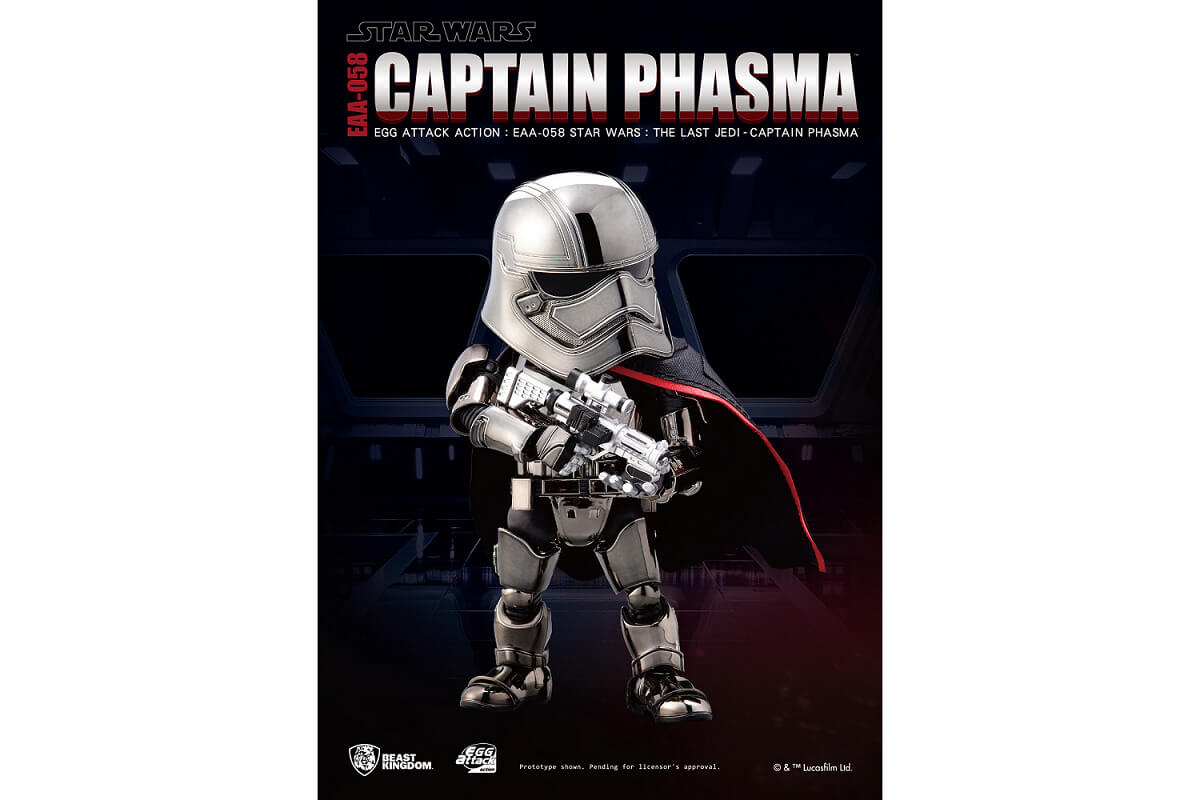 STAR WARS
EAA-058
CAPTAIN PHASMA™
EGG ATTACK ACTION : EAA-058 STAR WARS : THE LAST JEDI - CAPTAIN PHASMA
BEAST
KINGDOM.
EGG
attack
action
Prototype shown. Pending for licensor's approval.
© & ™ Lucasfilm Ltd.